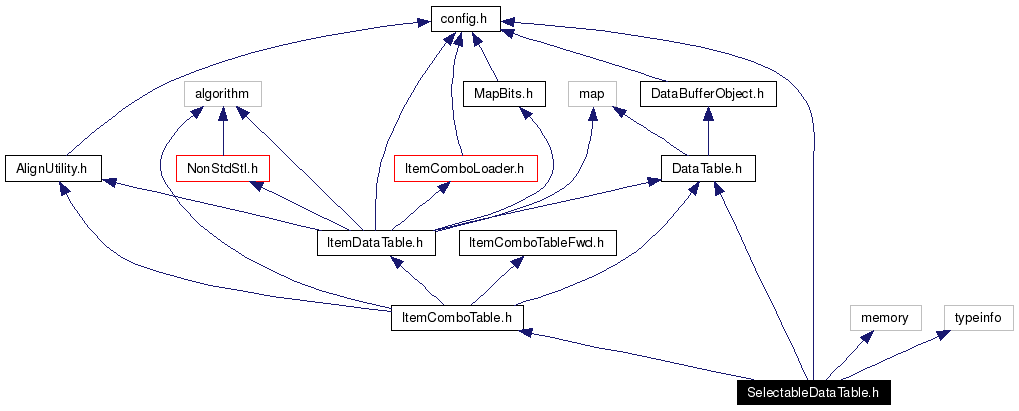 config.h
algorithm
MapBits.h
map
DataBufferObject.h
AlignUtility.h
NonStdStl.h
ItemComboLoader.h
DataTable.h
ItemDataTable.h
ItemComboTableFwd.h
ItemComboTable.h
memory
typeinfo
SelectableDataTable.h